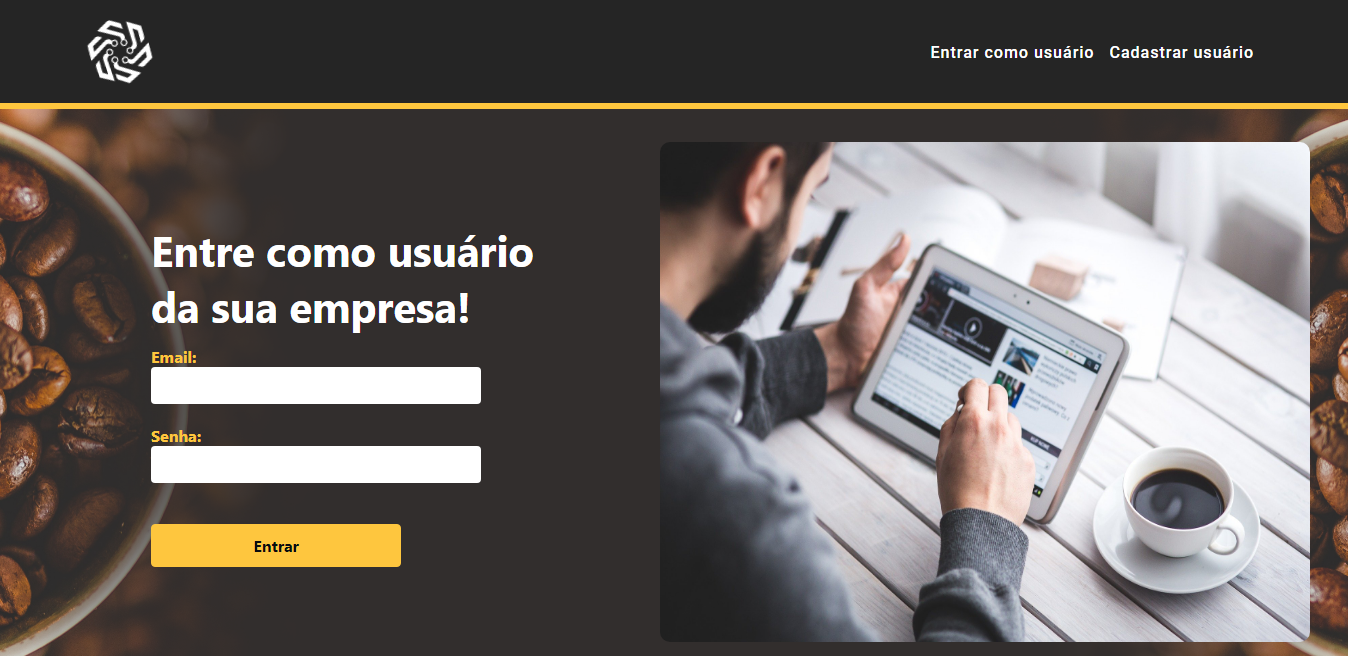 Entrar como usuário Cadastrar usuário
Entre como usuário
da sua empresa!
Email:
Senha:
Entrar